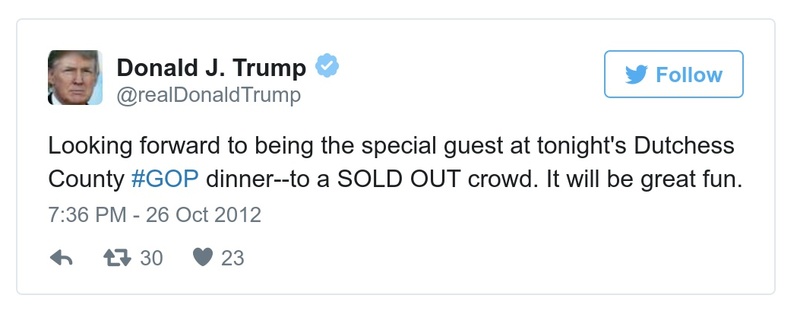 Donald J. Trump
Follow
@realDonaldTrump
Looking forward to being the special guest at tonight's Dutchess
County #GOP dinner--to a SOLD OUT crowd. It will be great fun.
7:36 PM - 26 Oct 2012
30 23